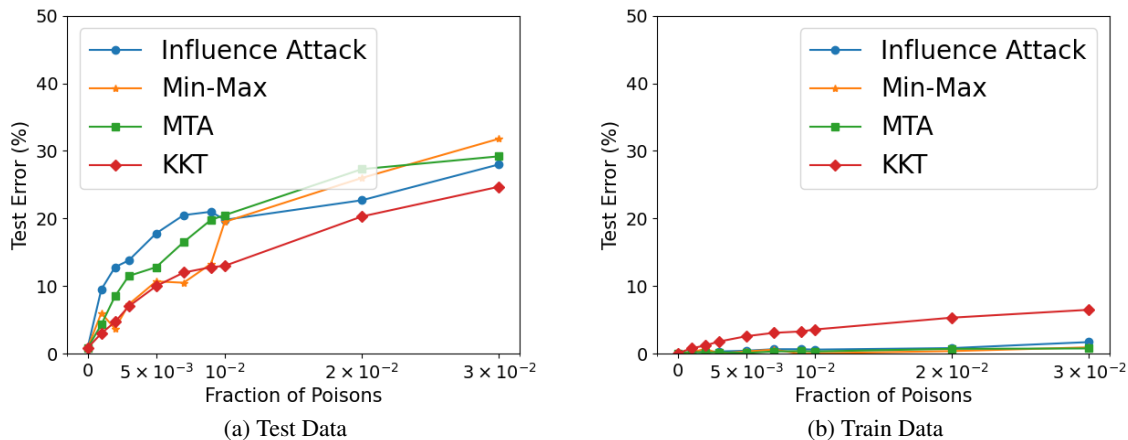 50
40
30
20
10
0
Test Error (%)
Influence Attack
Min-Max
MTA
KKT
0 5 × 10⁻³ 10⁻² 2 × 10⁻² 3 × 10⁻²
Fraction of Poisons
(a) Test Data
50
40
30
20
10
0
Test Error (%)
Influence Attack
Min-Max
MTA
KKT
0 5 × 10⁻³ 10⁻² 2 × 10⁻² 3 × 10⁻²
Fraction of Poisons
(b) Train Data